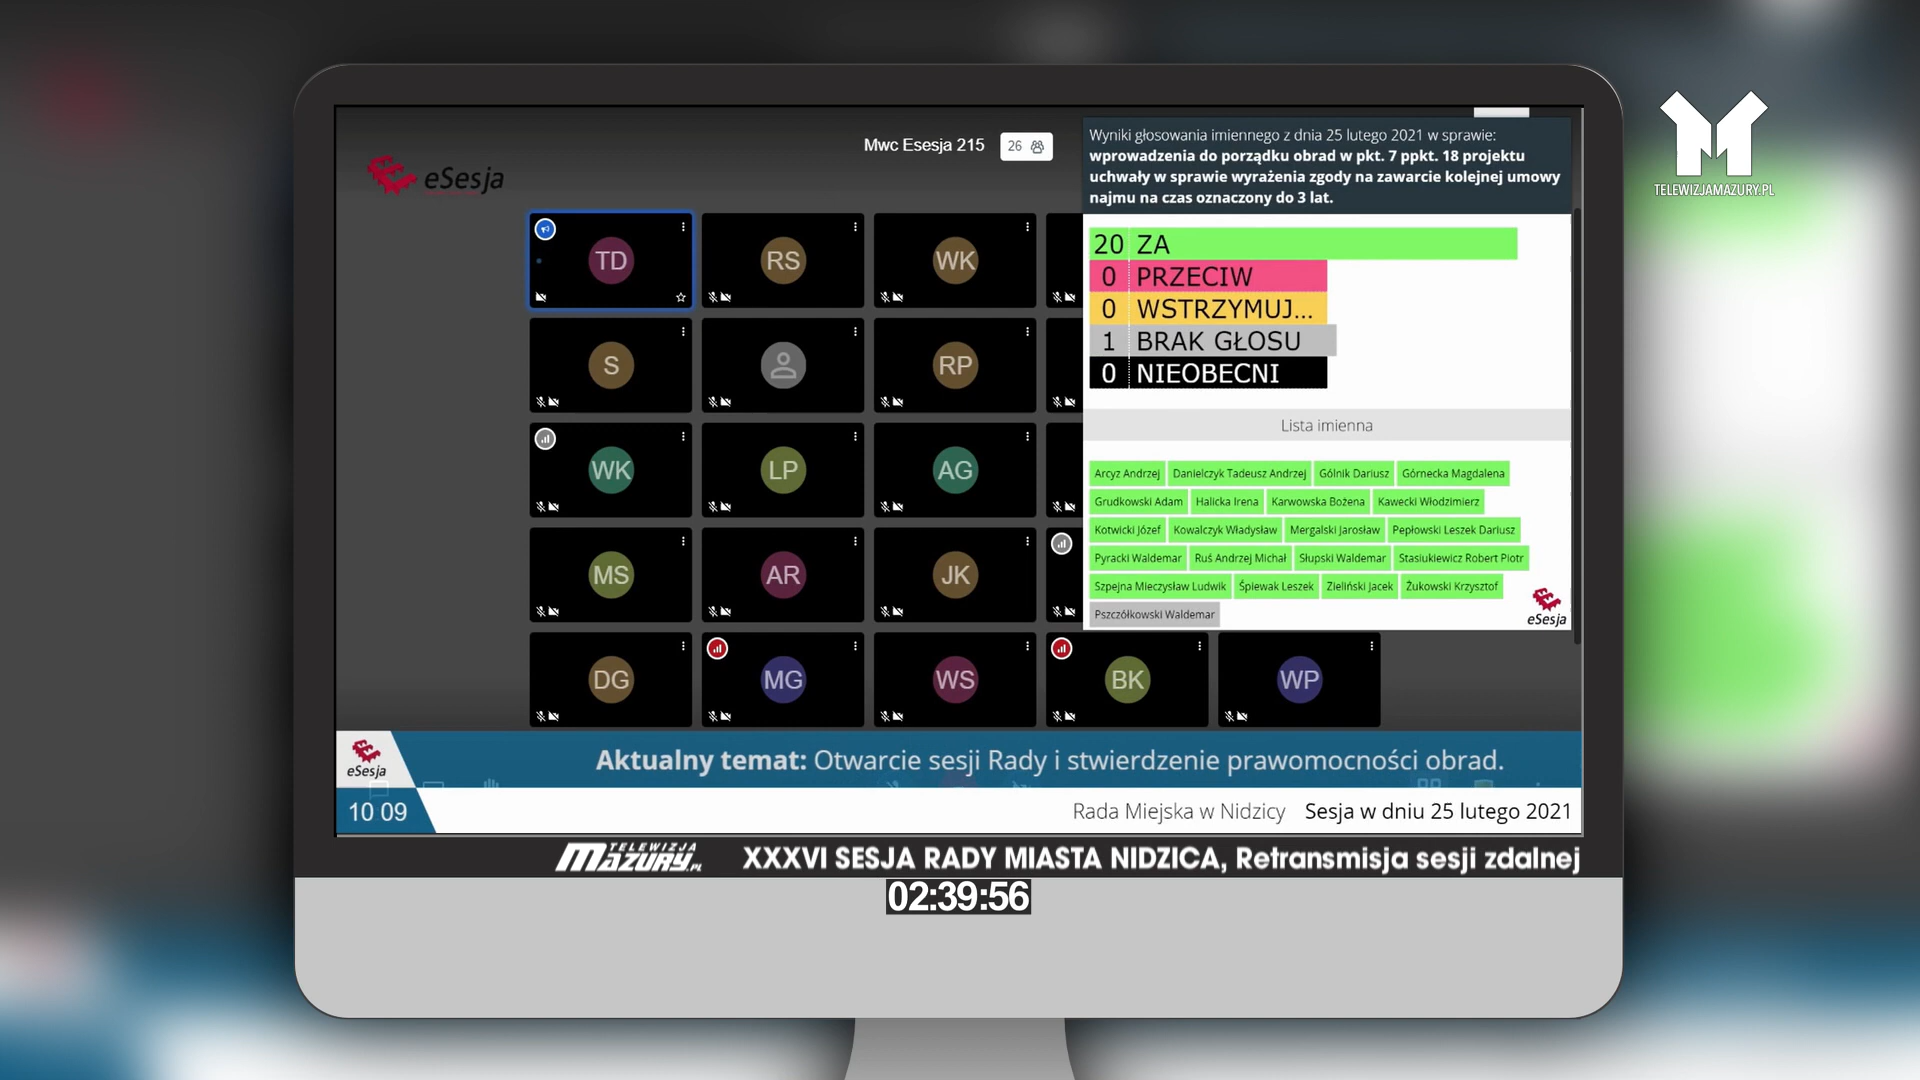 Mwc Esesja 215
26
eSesja
Wyniki głosowania imiennego z dnia 25 lutego 2021 w sprawie:
wprowadzenia do porządku obrad w pkt. 7 ppkt. 18 projektu
uchwały w sprawie wyrażenia zgody na zawarcie kolejnej umowy
najmu na czas oznaczony do 3 lat.
20 ZA
0 PRZECIW
0 WSTRZYMUJ...
1 BRAK GŁOSU
0 NIEOBECNI
Lista imienna
Arcyz Andrzej Danielczyk Tadeusz Andrzej Gólnik Dariusz Górnecka Magdalena
Grudkowski Adam Halicka Irena Karwowska Bożena Kawecki Włodzimierz
Kotwicki Józef Kowalczyk Władysław Mergalski Jarosław Pepłowski Leszek Dariusz
Pyracki Waldemar Ruś Andrzej Michał Słupski Waldemar Stasiukiewicz Robert Piotr
Szpejna Mieczysław Ludwik Śpiewak Leszek Zieliński Jacek Żukowski Krzysztof
Pszczółkowski Waldemar
eSesja
TD RS WK
S RP
WK LP AG
MS AR JK
DG MG WS BK WP
eSesja
Aktualny temat: Otwarcie sesji Rady i stwierdzenie prawomocności obrad.
10 09
Rada Miejska w Nidzicy Sesja w dniu 25 lutego 2021
TELEWIZJA
MAZURY.PL
XXXVI SESJA RADY MIASTA NIDZICA, Retransmisja sesji zdalnej
02:39:56
TELEWIZJAMAZURY.PL